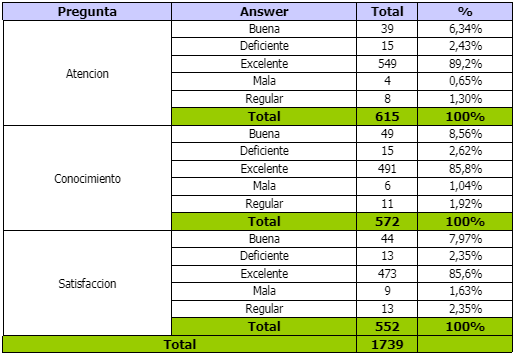 Pregunta Answer Total %
Buena 39 6,34%
Deficiente 15 2,43%
Atencion Excelente 549 89,2%
Mala 4 0,65%
Regular 8 1,30%
Total 615 100%
Buena 49 8,56%
Deficiente 15 2,62%
Conocimiento Excelente 491 85,8%
Mala 6 1,04%
Regular 11 1,92%
Total 572 100%
Buena 44 7,97%
Deficiente 13 2,35%
Satisfaccion Excelente 473 85,6%
Mala 9 1,63%
Regular 13 2,35%
Total 552 100%
Total 1739